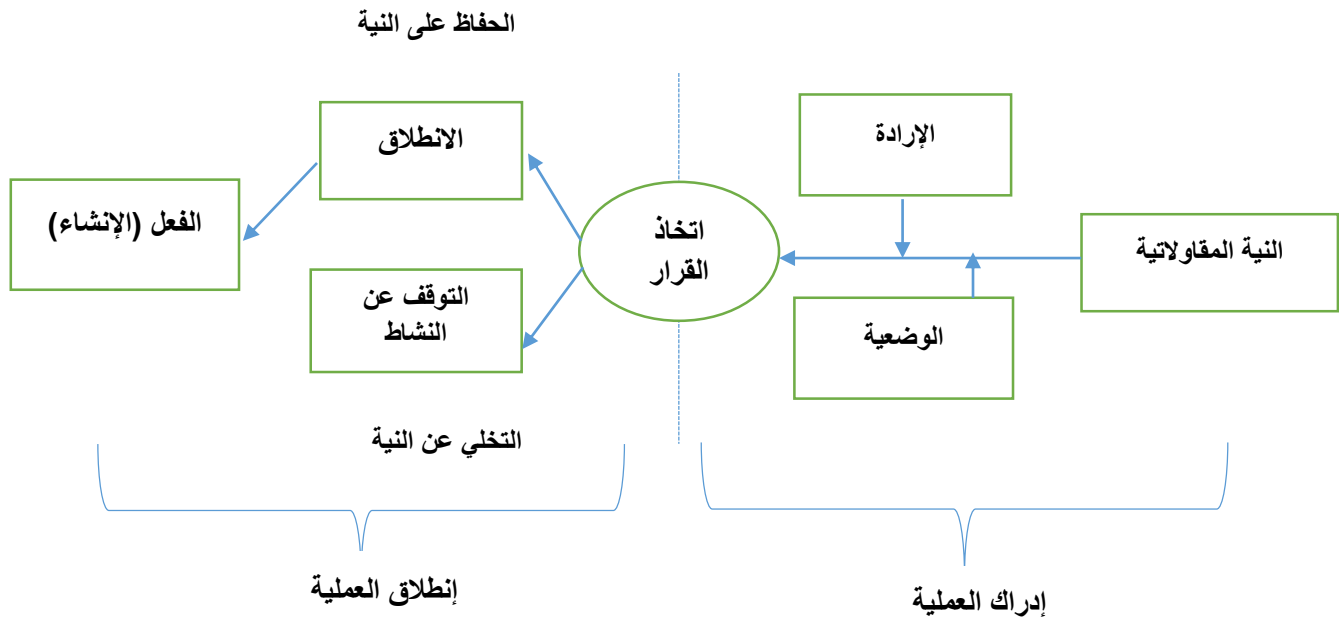 الحفاظ على النية
الإرادة
الانطلاق
النية المقاولاتية
اتخاذ
القرار
الفعل (الإنشاء)
الوضعية
التوقف عن
النشاط
التخلي عن النية
إدراك العملية
إنطلاق العملية